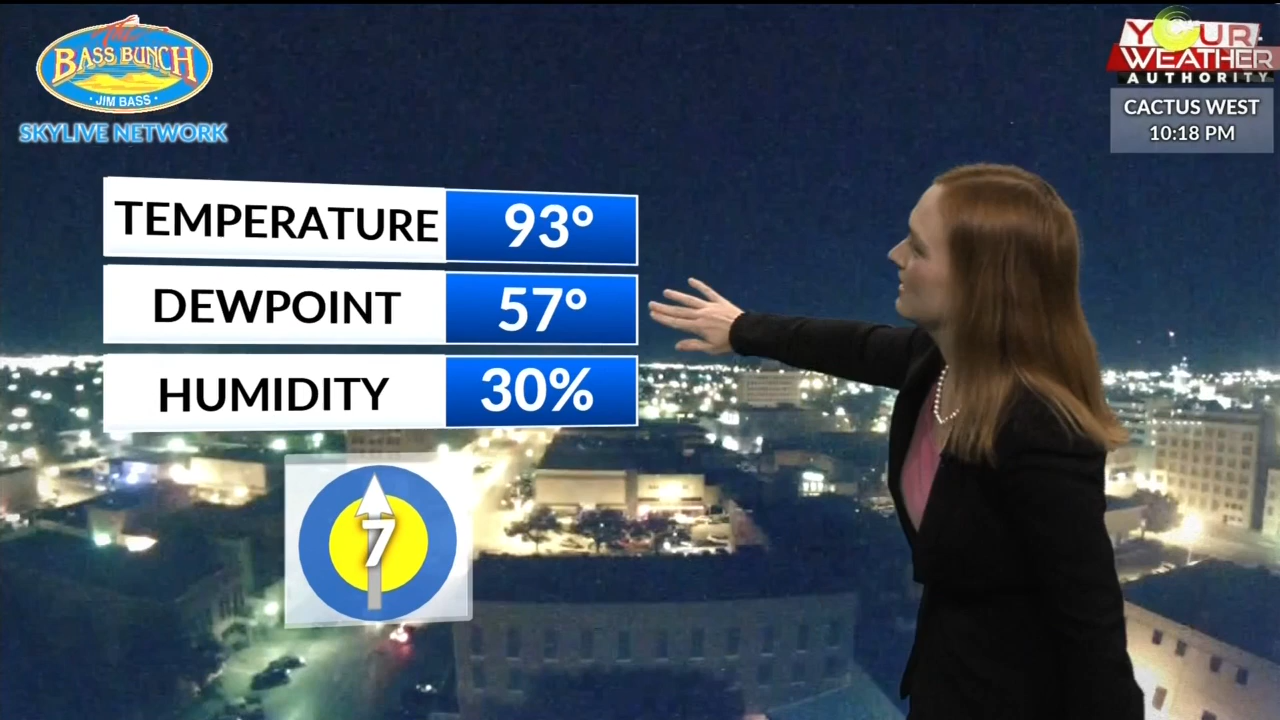 The
BASS BUNCH
• JIM BASS •
SKYLIVE NETWORK
YOUR
WEATHER
AUTHORITY
CACTUS WEST
10:18 PM
TEMPERATURE 93°
DEWPOINT 57°
HUMIDITY 30%
7